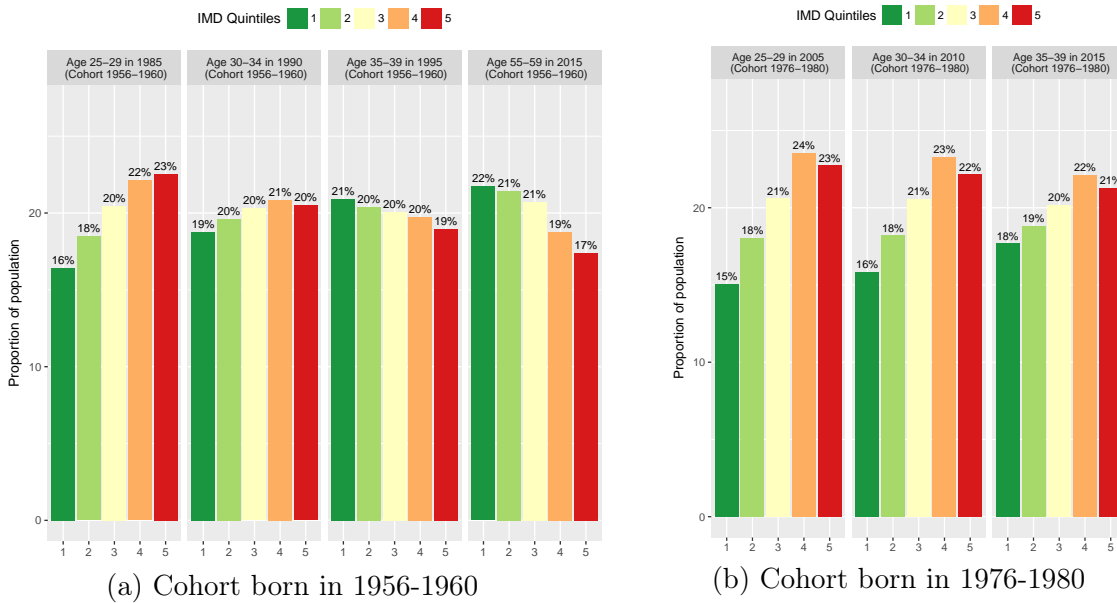 IMD Quintiles 1 2 3 4 5
Age 25–29 in 1985
(Cohort 1956–1960)
Age 30–34 in 1990
(Cohort 1956–1960)
Age 35–39 in 1995
(Cohort 1956–1960)
Age 55–59 in 2015
(Cohort 1956–1960)
Proportion of population
20
10
0
16% 18% 20% 22% 23%
19% 20% 20% 21% 20%
21% 20% 20% 20% 19%
22% 21% 21% 19% 17%
1 2 3 4 5
1 2 3 4 5
1 2 3 4 5
1 2 3 4 5
(a) Cohort born in 1956-1960
IMD Quintiles 1 2 3 4 5
Age 25–29 in 2005
(Cohort 1976–1980)
Age 30–34 in 2010
(Cohort 1976–1980)
Age 35–39 in 2015
(Cohort 1976–1980)
Proportion of population
20
10
0
15% 18% 21% 24% 23%
16% 18% 21% 23% 22%
18% 19% 20% 22% 21%
1 2 3 4 5
1 2 3 4 5
1 2 3 4 5
(b) Cohort born in 1976-1980